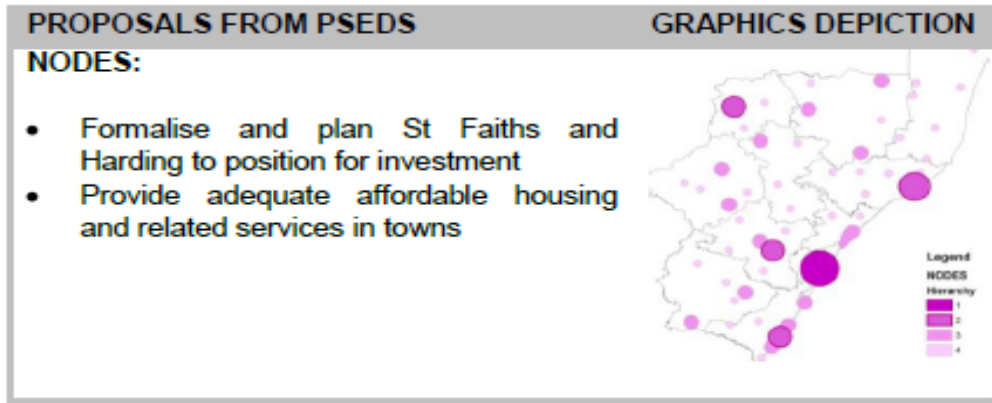 PROPOSALS FROM PSEDS
GRAPHICS DEPICTION
NODES:
• Formalise and plan St Faiths and
Harding to position for investment
• Provide adequate affordable housing
and related services in towns
Legend
NODES
Hierarchy
1
2
3
4